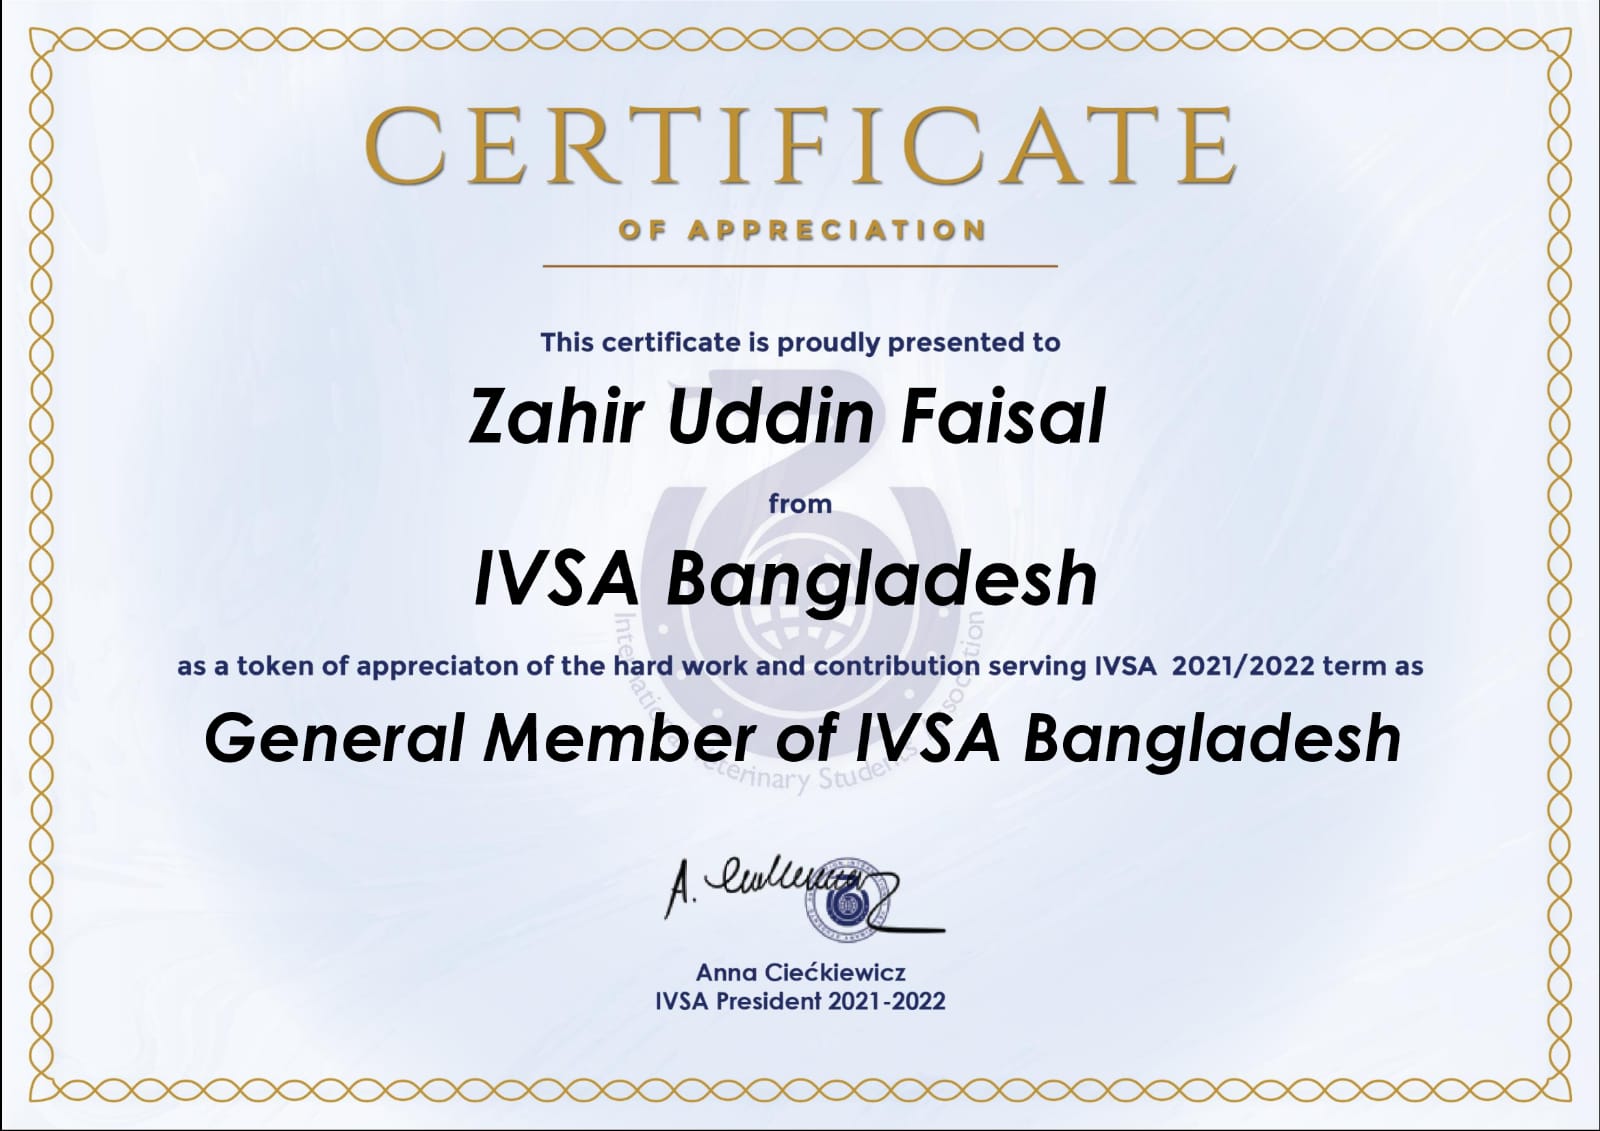 CERTIFICATE
OF APPRECIATION
This certificate is proudly presented to
Zahir Uddin Faisal
from
IVSA Bangladesh
as a token of appreciaton of the hard work and contribution serving IVSA 2021/2022 term as
General Member of IVSA Bangladesh
Anna Ciećkiewicz
IVSA President 2021-2022